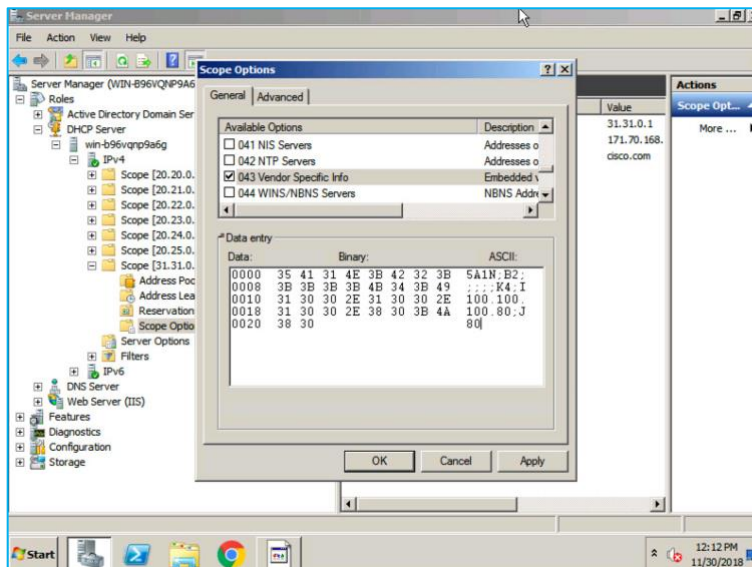 Server Manager
File Action View Help
Server Manager (WIN-B96VQNP9A6
Roles
Active Directory Domain Ser
DHCP Server
win-b96vqnp9a6g
IPv4
Scope [20.20.0.
Scope [20.21.0.
Scope [20.22.0.
Scope [20.23.0.
Scope [20.24.0.
Scope [20.25.0.
Scope [31.31.0.
Address Poo
Address Lea
Reservation
Scope Optio
Server Options
Filters
IPv6
DNS Server
Web Server (IIS)
Features
Diagnostics
Configuration
Storage
Scope Options
General Advanced
Available Options Description
041 NIS Servers Addresses o
042 NTP Servers Addresses o
043 Vendor Specific Info Embedded v
044 WINS/NBNS Servers NBNS Addre
Data entry
Data: Binary: ASCII:
0000 35 41 31 4E 3B 42 32 3B 5A1N;B2;
0008 3B 3B 3B 3B 4B 34 3B 49 ;;;;K4;I
0010 31 30 30 2E 31 30 30 2E 100.100.
0018 31 30 30 2E 38 30 3B 4A 100.80;J
0020 38 30 80
OK Cancel Apply
Value
31.31.0.1
171.70.168.
cisco.com
Actions
Scope Opt...
More ...
Start
12:12 PM
11/30/2018